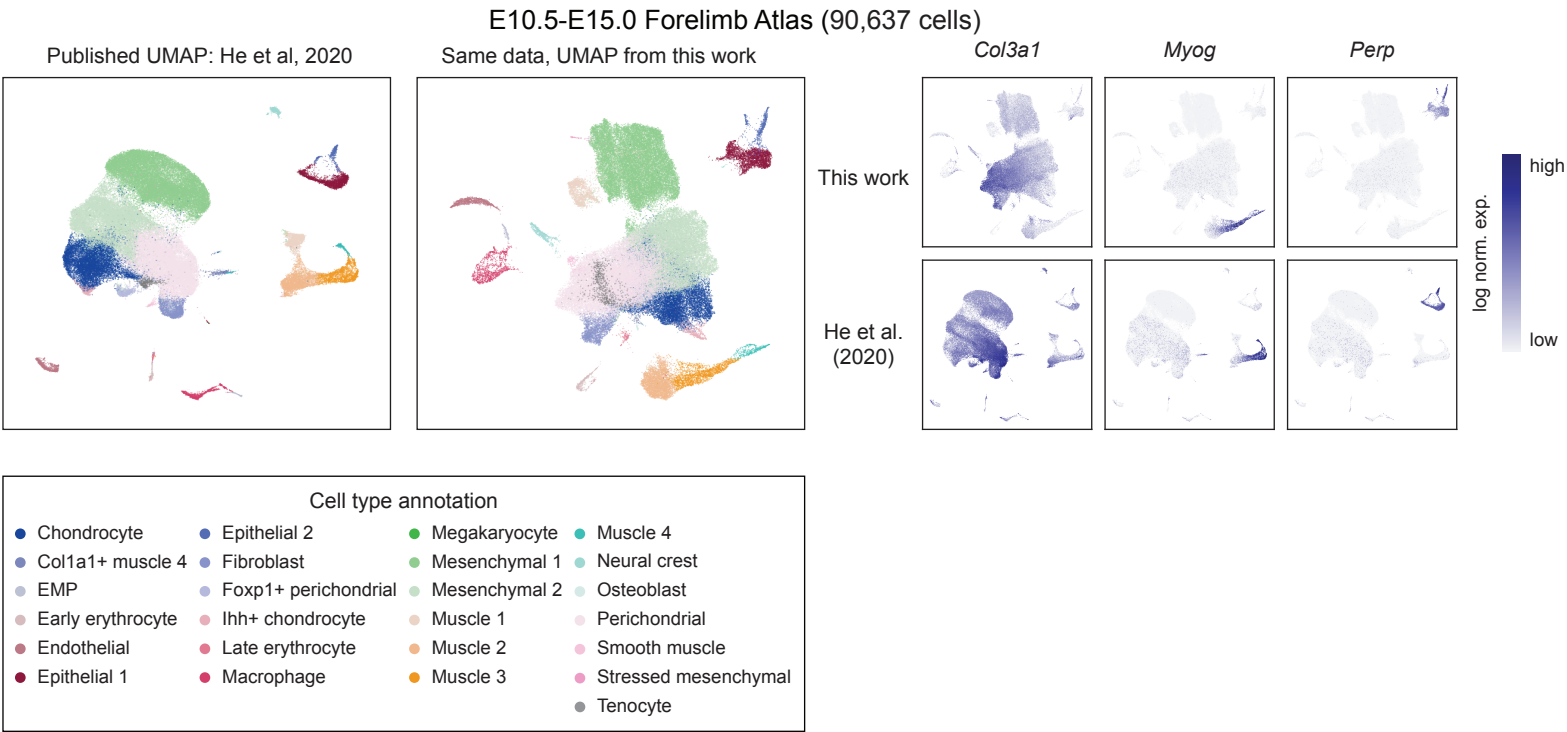 E10.5-E15.0 Forelimb Atlas (90,637 cells)
Published UMAP: He et al, 2020
Same data, UMAP from this work
Col3a1
Myog
Perp
This work
He et al.
(2020)
high
low
log norm. exp.
Cell type annotation
Chondrocyte
Col1a1+ muscle 4
EMP
Early erythrocyte
Endothelial
Epithelial 1
Epithelial 2
Fibroblast
Foxp1+ perichondrial
Ihh+ chondrocyte
Late erythrocyte
Macrophage
Megakaryocyte
Mesenchymal 1
Mesenchymal 2
Muscle 1
Muscle 2
Muscle 3
Muscle 4
Neural crest
Osteoblast
Perichondrial
Smooth muscle
Stressed mesenchymal
Tenocyte